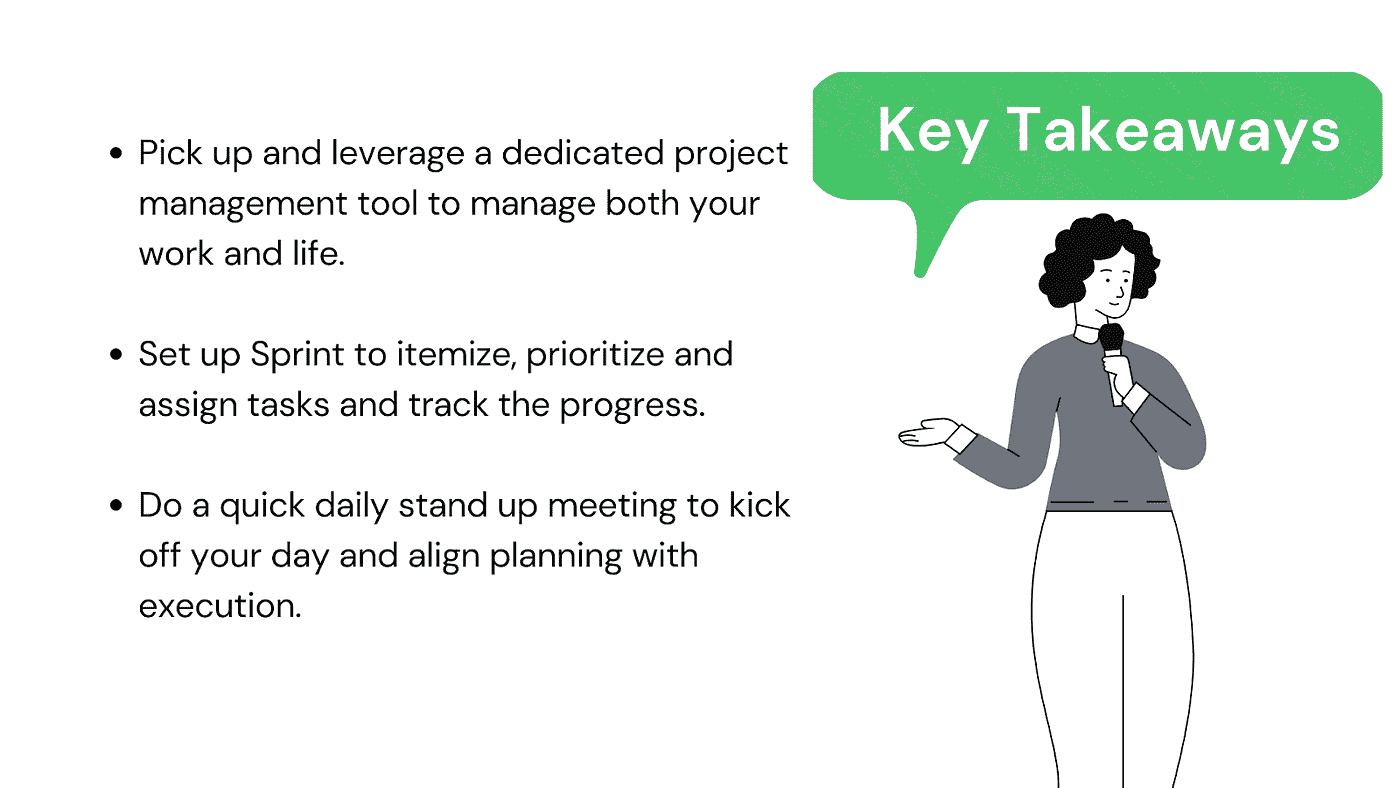 Key Takeaways
• Pick up and leverage a dedicated project
management tool to manage both your
work and life.
• Set up Sprint to itemize, prioritize and
assign tasks and track the progress.
• Do a quick daily stand up meeting to kick
off your day and align planning with
execution.